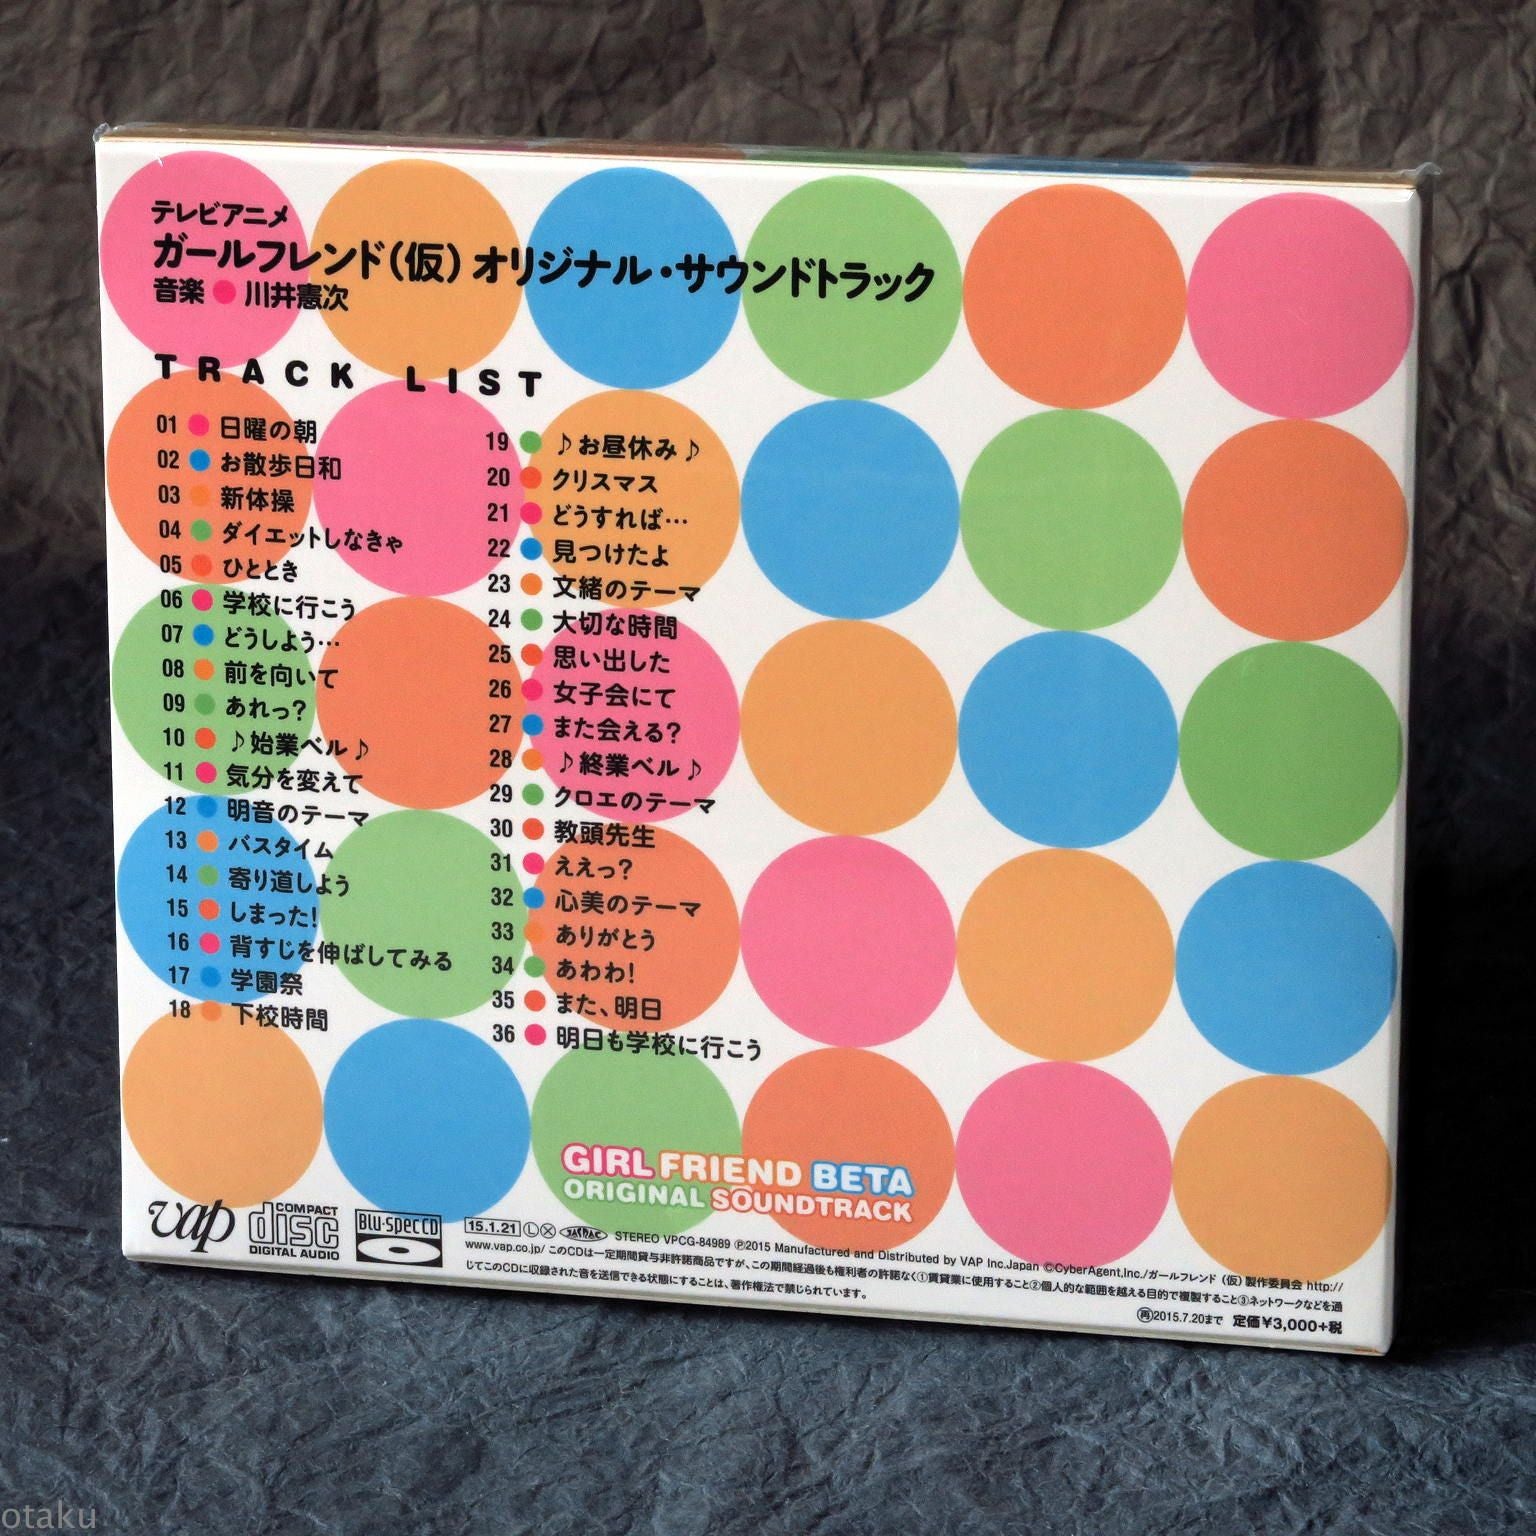 テレビアニメ
ガールフレンド(仮) オリジナル・サウンドトラック
音楽●川井憲次
TRACK LIST
01 ● 日曜の朝
02 ● お散歩日和
03 ● 新体操
04 ● ダイエットしなきゃ
05 ● ひととき
06 ● 学校に行こう
07 ● どうしよう…
08 ● 前を向いて
09 ● あれっ?
10 ● ♪始業ベル♪
11 ● 気分を変えて
12 ● 明音のテーマ
13 ● バスタイム
14 ● 寄り道しよう
15 ● しまった!
16 ● 背すじを伸ばしてみる
17 ● 学園祭
18 ● 下校時間
19 ● ♪お昼休み♪
20 ● クリスマス
21 ● どうすれば…
22 ● 見つけたよ
23 ● 文緒のテーマ
24 ● 大切な時間
25 ● 思い出した
26 ● 女子会にて
27 ● また会える?
28 ● ♪終業ベル♪
29 ● クロエのテーマ
30 ● 教頭先生
31 ● ええっ?
32 ● 心美のテーマ
33 ● ありがとう
34 ● あわわ!
35 ● また、明日
36 ● 明日も学校に行こう
GIRL FRIEND BETA
ORIGINAL SOUNDTRACK
vap
COMPACT
disc
DIGITAL AUDIO
Blu-specCD
15.1.21 Ⓛ Ⓧ JASRAC STEREO VPCG-84989 Ⓟ2015 Manufactured and Distributed by VAP Inc.Japan ©CyberAgent,Inc./ガールフレンド(仮)製作委員会 http://
www.vap.co.jp/ このCDは一定期間貸与非許諾商品ですが、この期間経過後も権利者の許諾なく①賃貸業に使用すること②個人的な範囲を越える目的で複製すること③ネットワークなどを通
じてこのCDに収録された音を送信できる状態にすることは、著作権法で禁じられています。
再2015.7.20まで 定価¥3,000+税
otaku